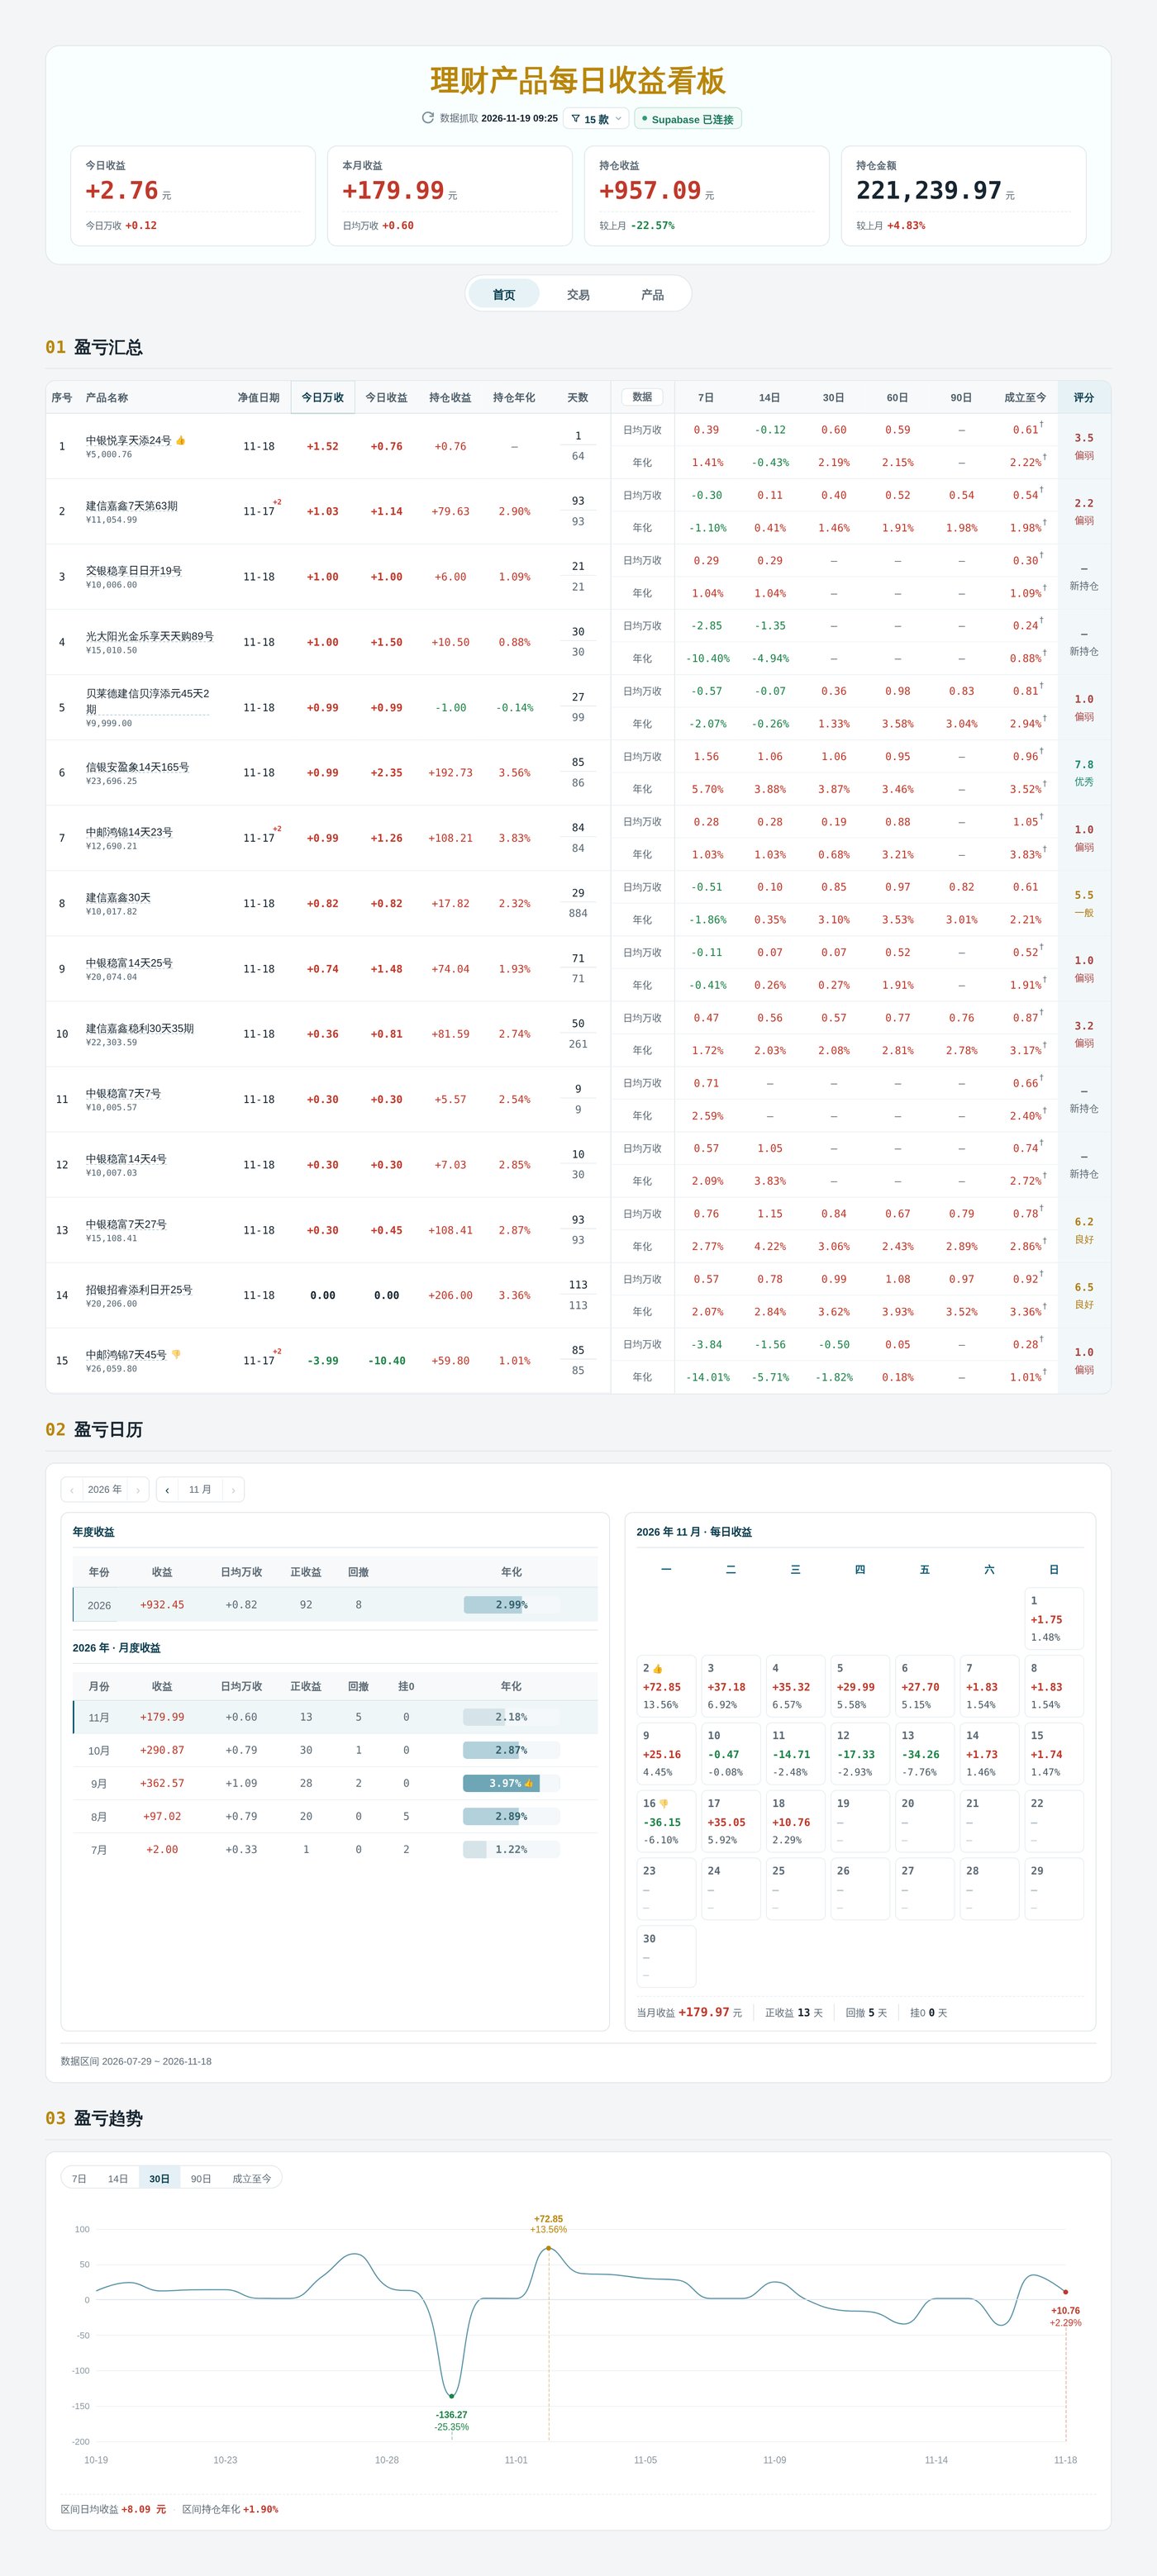 理财产品每日收益看板
数据抓取 2026-11-19 09:25 15 款 Supabase 已连接
今日收益
+2.76 元
今日万收 +0.12
本月收益
+179.99 元
日均万收 +0.60
持仓收益
+957.09 元
较上月 -22.57%
持仓金额
221,239.97 元
较上月 +4.83%
首页 交易 产品
01 盈亏汇总
序号 产品名称 净值日期 今日万收 今日收益 持仓收益 持仓年化 天数 数据 7日 14日 30日 60日 90日 成立至今 评分
1 中银悦享天添24号 👍 ¥5,000.76 11-18 +1.52 +0.76 +0.76 — 1 64
日均万收 0.39 -0.12 0.60 0.59 — 0.61†
年化 1.41% -0.43% 2.19% 2.15% — 2.22%†
3.5 偏弱
2 建信嘉鑫7天第63期 ¥11,054.99 11-17 +2 +1.03 +1.14 +79.63 2.90% 93 93
日均万收 -0.30 0.11 0.40 0.52 0.54 0.54†
年化 -1.10% 0.41% 1.46% 1.91% 1.98% 1.98%†
2.2 偏弱
3 交银稳享日日开19号 ¥10,006.00 11-18 +1.00 +1.00 +6.00 1.09% 21 21
日均万收 0.29 0.29 — — — 0.30†
年化 1.04% 1.04% — — — 1.09%†
— 新持仓
4 光大阳光金乐享天天购89号 ¥15,010.50 11-18 +1.00 +1.50 +10.50 0.88% 30 30
日均万收 -2.85 -1.35 — — — 0.24†
年化 -10.40% -4.94% — — — 0.88%†
— 新持仓
5 贝莱德建信贝淳添元45天2
期 ¥9,999.00 11-18 +0.99 +0.99 -1.00 -0.14% 27 99
日均万收 -0.57 -0.07 0.36 0.98 0.83 0.81†
年化 -2.07% -0.26% 1.33% 3.58% 3.04% 2.94%†
1.0 偏弱
6 信银安盈象14天165号 ¥23,696.25 11-18 +0.99 +2.35 +192.73 3.56% 85 86
日均万收 1.56 1.06 1.06 0.95 — 0.96†
年化 5.70% 3.88% 3.87% 3.46% — 3.52%†
7.8 优秀
7 中邮鸿锦14天23号 ¥12,690.21 11-17 +2 +0.99 +1.26 +108.21 3.83% 84 84
日均万收 0.28 0.28 0.19 0.88 — 1.05†
年化 1.03% 1.03% 0.68% 3.21% — 3.83%†
1.0 偏弱
8 建信嘉鑫30天 ¥10,017.82 11-18 +0.82 +0.82 +17.82 2.32% 29 884
日均万收 -0.51 0.10 0.85 0.97 0.82 0.61
年化 -1.86% 0.35% 3.10% 3.53% 3.01% 2.21%
5.5 一般
9 中银稳富14天25号 ¥20,074.04 11-18 +0.74 +1.48 +74.04 1.93% 71 71
日均万收 -0.11 0.07 0.07 0.52 — 0.52†
年化 -0.41% 0.26% 0.27% 1.91% — 1.91%†
1.0 偏弱
10 建信嘉鑫稳利30天35期 ¥22,303.59 11-18 +0.36 +0.81 +81.59 2.74% 50 261
日均万收 0.47 0.56 0.57 0.77 0.76 0.87†
年化 1.72% 2.03% 2.08% 2.81% 2.78% 3.17%†
3.2 偏弱
11 中银稳富7天7号 ¥10,005.57 11-18 +0.30 +0.30 +5.57 2.54% 9 9
日均万收 0.71 — — — — 0.66†
年化 2.59% — — — — 2.40%†
— 新持仓
12 中银稳富14天4号 ¥10,007.03 11-18 +0.30 +0.30 +7.03 2.85% 10 30
日均万收 0.57 1.05 — — — 0.74†
年化 2.09% 3.83% — — — 2.72%†
— 新持仓
13 中银稳富7天27号 ¥15,108.41 11-18 +0.30 +0.45 +108.41 2.87% 93 93
日均万收 0.76 1.15 0.84 0.67 0.79 0.78†
年化 2.77% 4.22% 3.06% 2.43% 2.89% 2.86%†
6.2 良好
14 招银招睿添利日开25号 ¥20,206.00 11-18 0.00 0.00 +206.00 3.36% 113 113
日均万收 0.57 0.78 0.99 1.08 0.97 0.92†
年化 2.07% 2.84% 3.62% 3.93% 3.52% 3.36%†
6.5 良好
15 中邮鸿锦7天45号 👎 ¥26,059.80 11-17 +2 -3.99 -10.40 +59.80 1.01% 85 85
日均万收 -3.84 -1.56 -0.50 0.05 — 0.28†
年化 -14.01% -5.71% -1.82% 0.18% — 1.01%†
1.0 偏弱
02 盈亏日历
‹ 2026 年 › ‹ 11 月 ›
年度收益
年份 收益 日均万收 正收益 回撤 年化
2026 +932.45 +0.82 92 8 2.99%
2026 年 · 月度收益
月份 收益 日均万收 正收益 回撤 挂0 年化
11月 +179.99 +0.60 13 5 0 2.18%
10月 +290.87 +0.79 30 1 0 2.87%
9月 +362.57 +1.09 28 2 0 3.97% 👍
8月 +97.02 +0.79 20 0 5 2.89%
7月 +2.00 +0.33 1 0 2 1.22%
2026 年 11 月 · 每日收益
一 二 三 四 五 六 日
1
+1.75
1.48%
2 👍 3 4 5 6 7 8
+72.85 +37.18 +35.32 +29.99 +27.70 +1.83 +1.83
13.56% 6.92% 6.57% 5.58% 5.15% 1.54% 1.54%
9 10 11 12 13 14 15
+25.16 -0.47 -14.71 -17.33 -34.26 +1.73 +1.74
4.45% -0.08% -2.48% -2.93% -7.76% 1.46% 1.47%
16 👎 17 18 19 20 21 22
-36.15 +35.05 +10.76 — — — —
-6.10% 5.92% 2.29% — — — —
23 24 25 26 27 28 29
— — — — — — —
— — — — — — —
30
—
—
当月收益 +179.97 元 正收益 13 天 回撤 5 天 挂0 0 天
数据区间 2026-07-29 ~ 2026-11-18
03 盈亏趋势
7日 14日 30日 90日 成立至今
+72.85
+13.56%
100
50
0
-50
-100
-150
-200
+10.76
+2.29%
-136.27
-25.35%
10-19 10-23 10-28 11-01 11-05 11-09 11-14 11-18
区间日均收益 +8.09 元 · 区间持仓年化 +1.90%